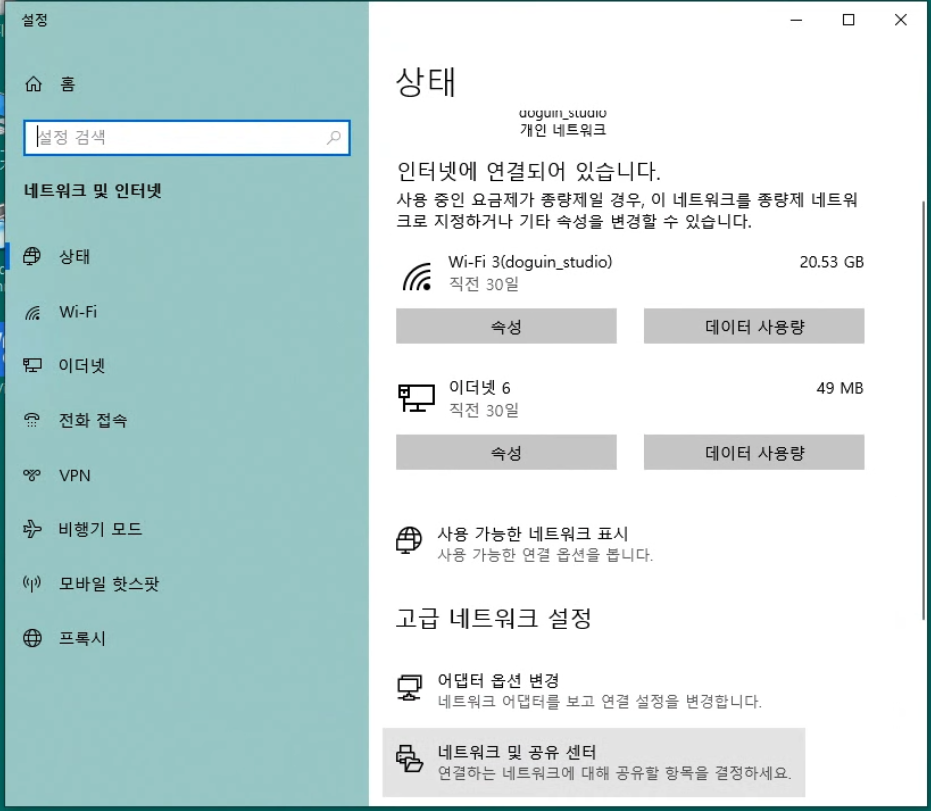 설정
홈
설정 검색
네트워크 및 인터넷
상태
Wi-Fi
이더넷
전화 접속
VPN
비행기 모드
모바일 핫스팟
프록시
상태
doguin_studio
개인 네트워크
인터넷에 연결되어 있습니다.
사용 중인 요금제가 종량제일 경우, 이 네트워크를 종량제 네트워
크로 지정하거나 기타 속성을 변경할 수 있습니다.
Wi-Fi 3(doguin_studio) 20.53 GB
직전 30일
속성 데이터 사용량
이더넷 6 49 MB
직전 30일
속성 데이터 사용량
사용 가능한 네트워크 표시
사용 가능한 연결 옵션을 봅니다.
고급 네트워크 설정
어댑터 옵션 변경
네트워크 어댑터를 보고 연결 설정을 변경합니다.
네트워크 및 공유 센터
연결하는 네트워크에 대해 공유할 항목을 결정하세요.